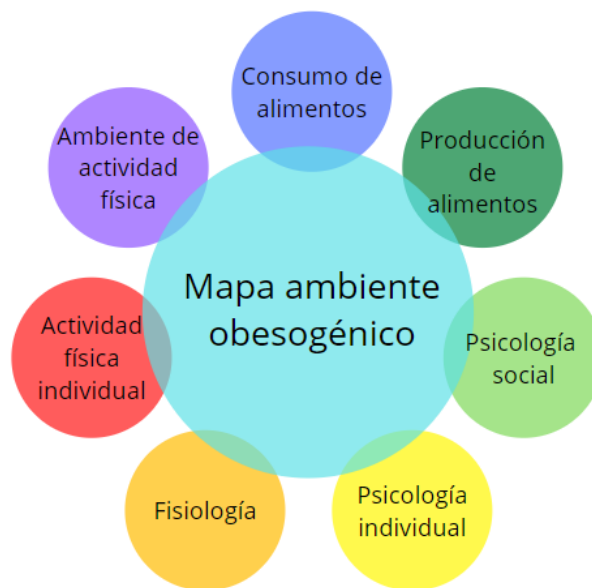 Consumo de
alimentos
Producción
de
alimentos
Psicología
social
Psicología
individual
Fisiología
Actividad
física
individual
Ambiente de
actividad
física
Mapa ambiente
obesogénico